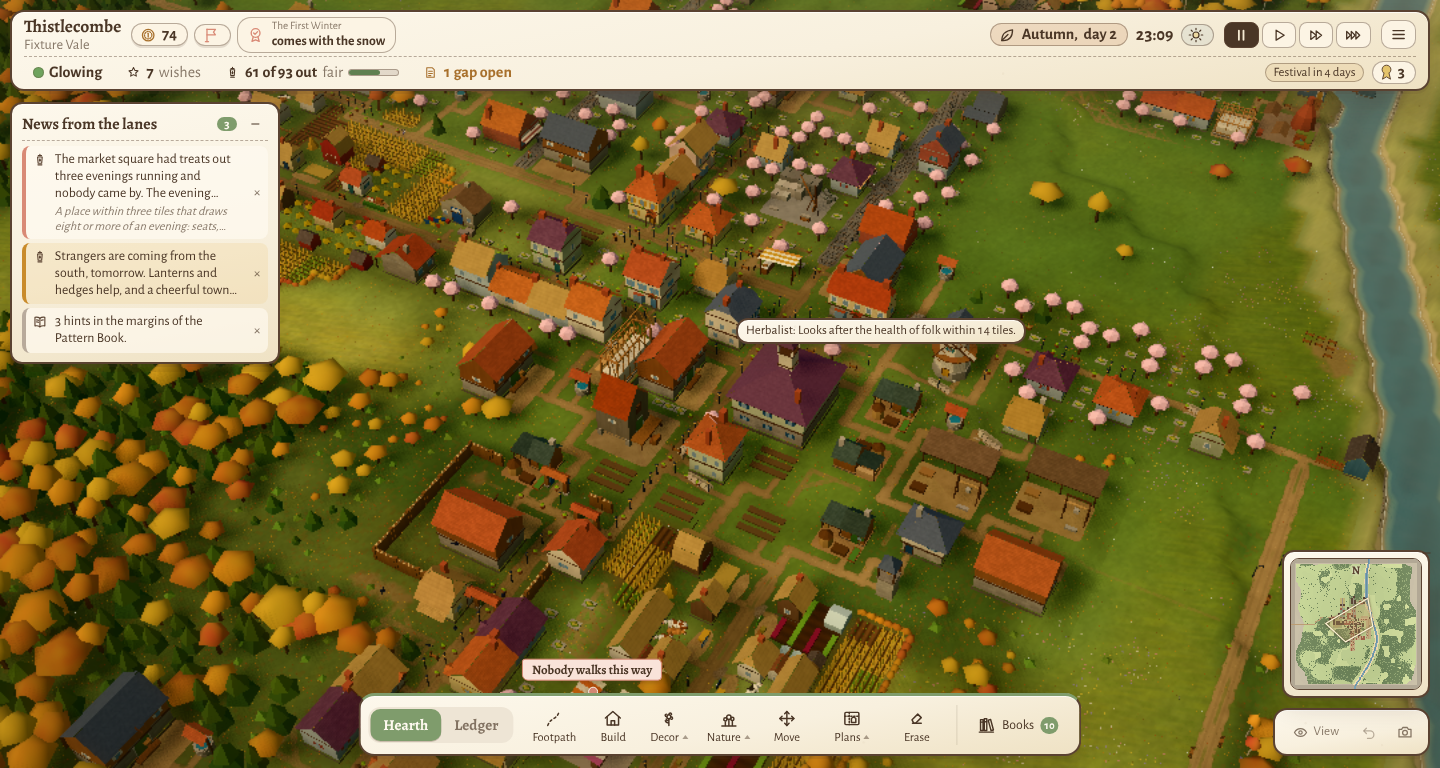 Thistlecombe
Fixture Vale
74
The First Winter
comes with the snow
Autumn, day 2
23:09
Glowing
7 wishes
61 of 93 out fair
1 gap open
Festival in 4 days
3
News from the lanes
3
The market square had treats out
three evenings running and
nobody came by. The evening…
A place within three tiles that draws
eight or more of an evening: seats,…
Strangers are coming from the
south, tomorrow. Lanterns and
hedges help, and a cheerful town…
3 hints in the margins of the
Pattern Book.
Herbalist: Looks after the health of folk within 14 tiles.
Nobody walks this way
N
Hearth
Ledger
Footpath
Build
Decor
Nature
Move
Plans
Erase
Books 10
View